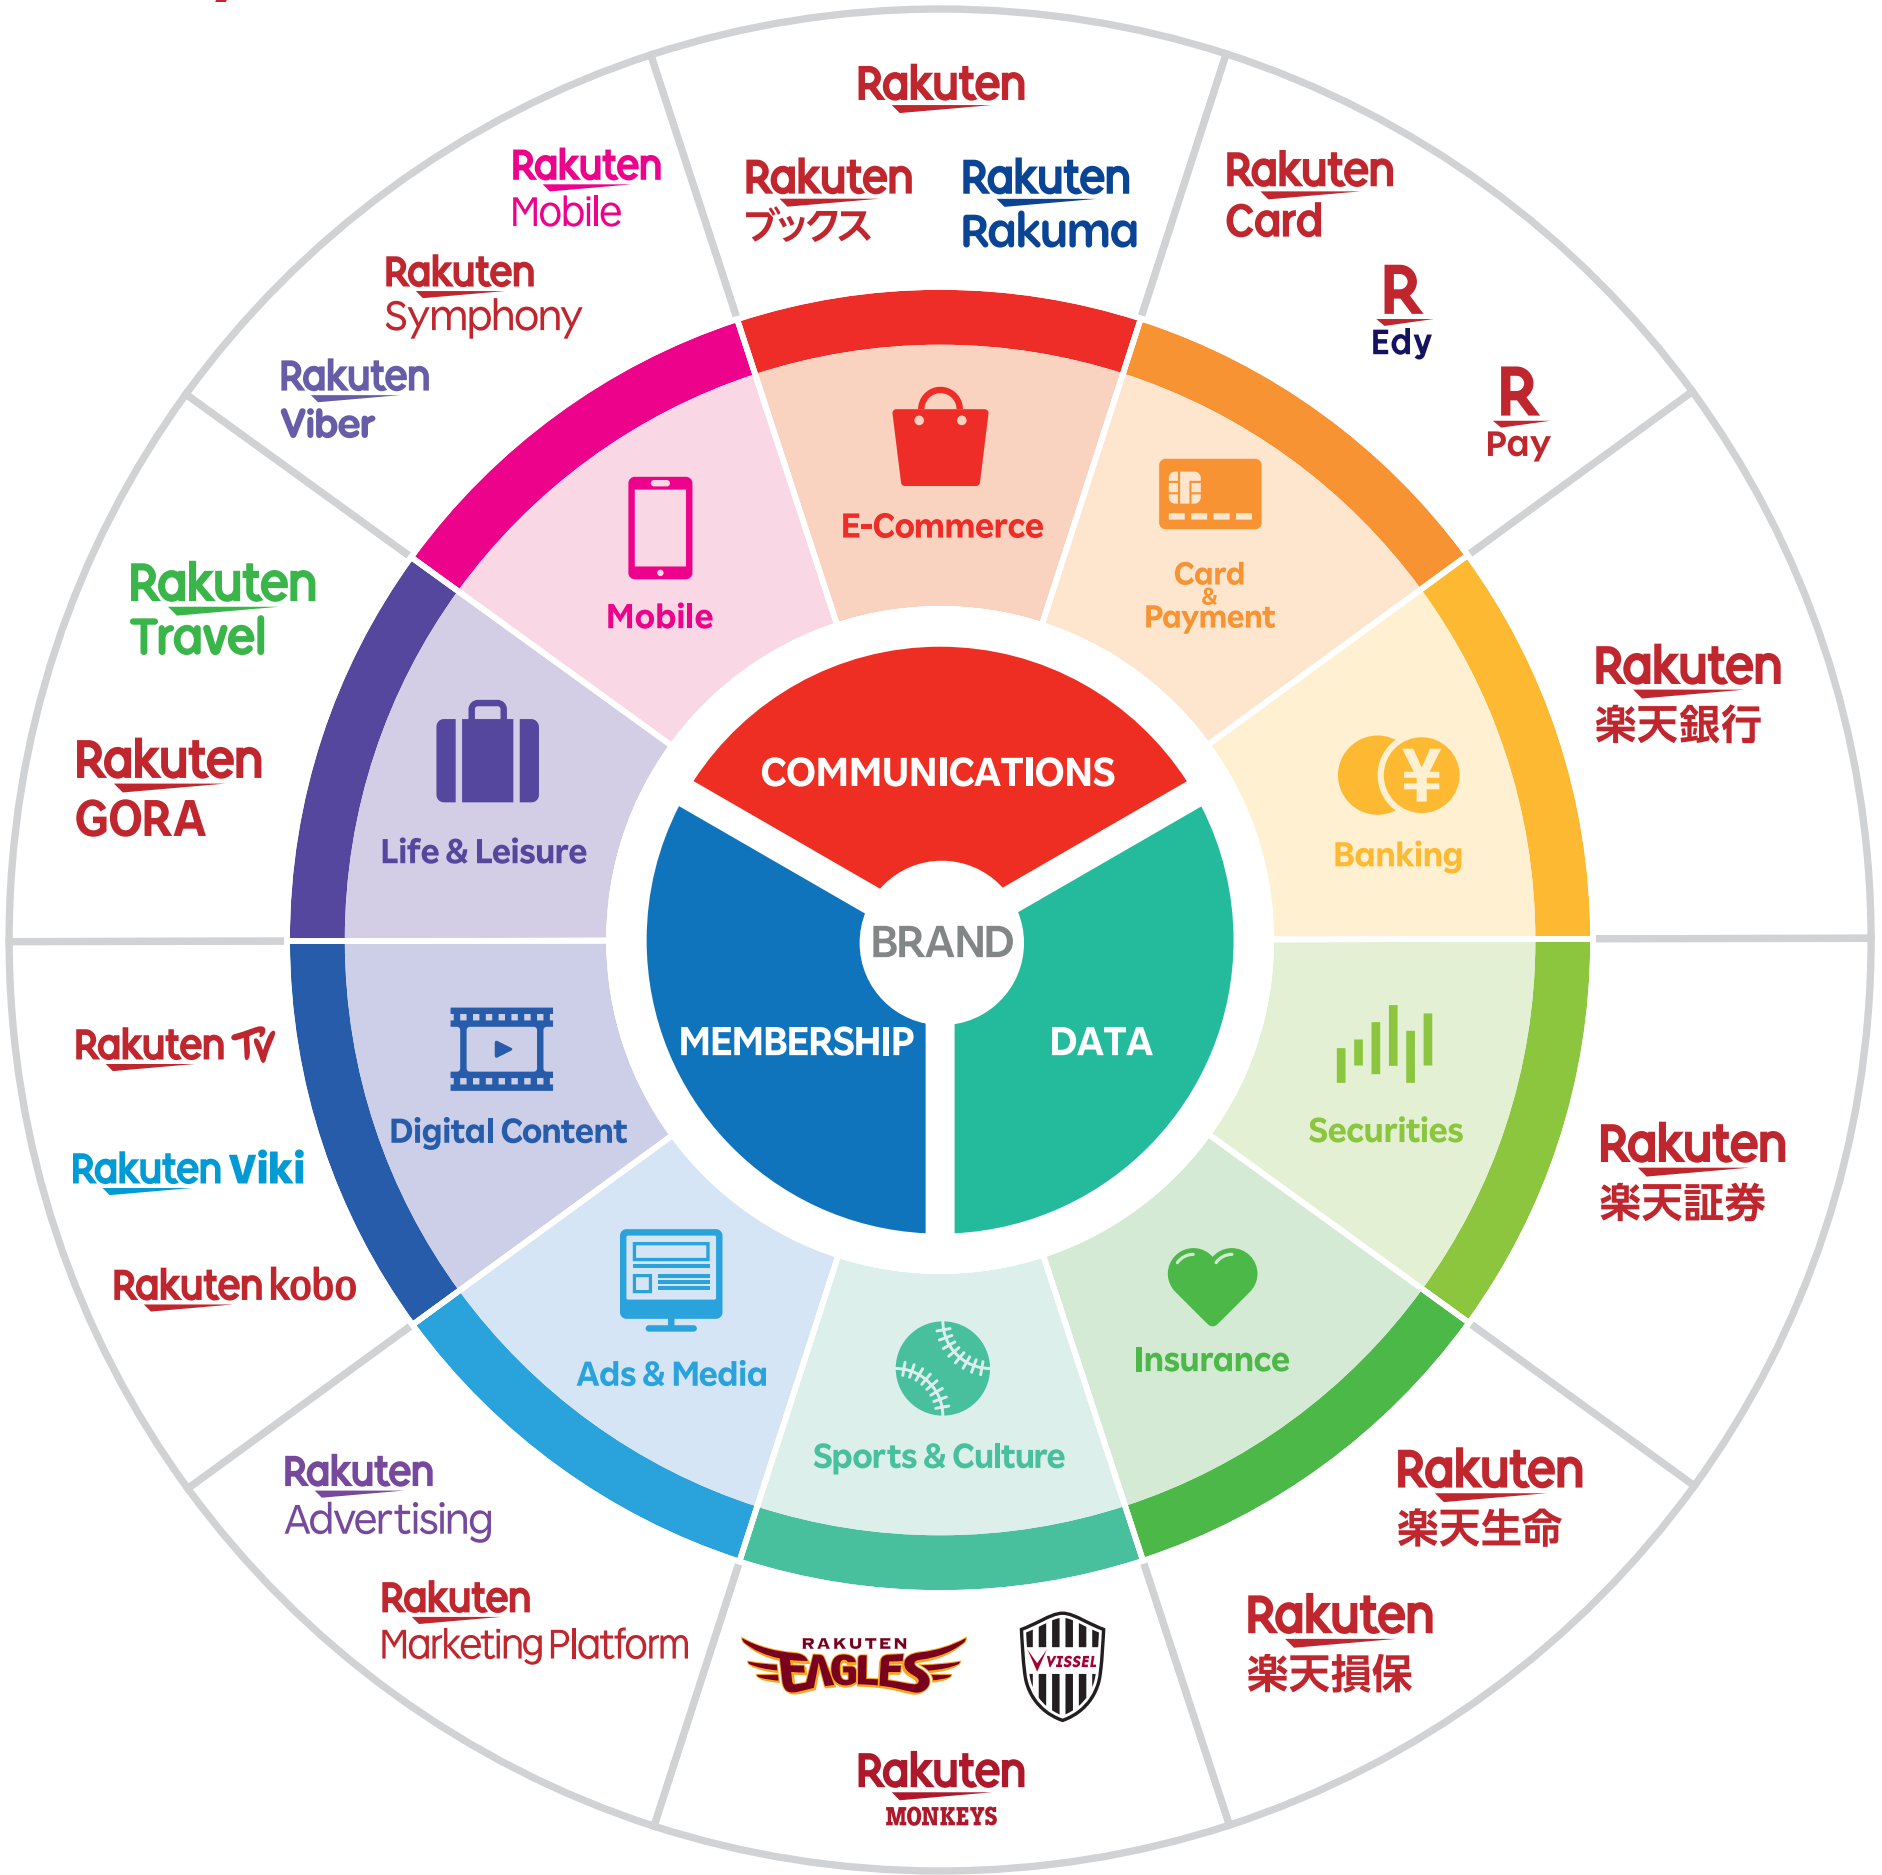 Rakuten
Rakuten
ブックス
Rakuten
Rakuma
Rakuten
Card
R
Edy
R
Pay
Rakuten
楽天銀行
Rakuten
楽天証券
Rakuten
楽天生命
Rakuten
楽天損保
RAKUTEN
EAGLES
VISSEL
Rakuten
MONKEYS
Rakuten
Marketing Platform
Rakuten
Advertising
Rakuten kobo
Rakuten Viki
Rakuten TV
Rakuten
GORA
Rakuten
Travel
Rakuten
Viber
Rakuten
Symphony
Rakuten
Mobile
E-Commerce
Card
&
Payment
Banking
Securities
Insurance
Sports & Culture
Ads & Media
Digital Content
Life & Leisure
Mobile
COMMUNICATIONS
BRAND
MEMBERSHIP
DATA